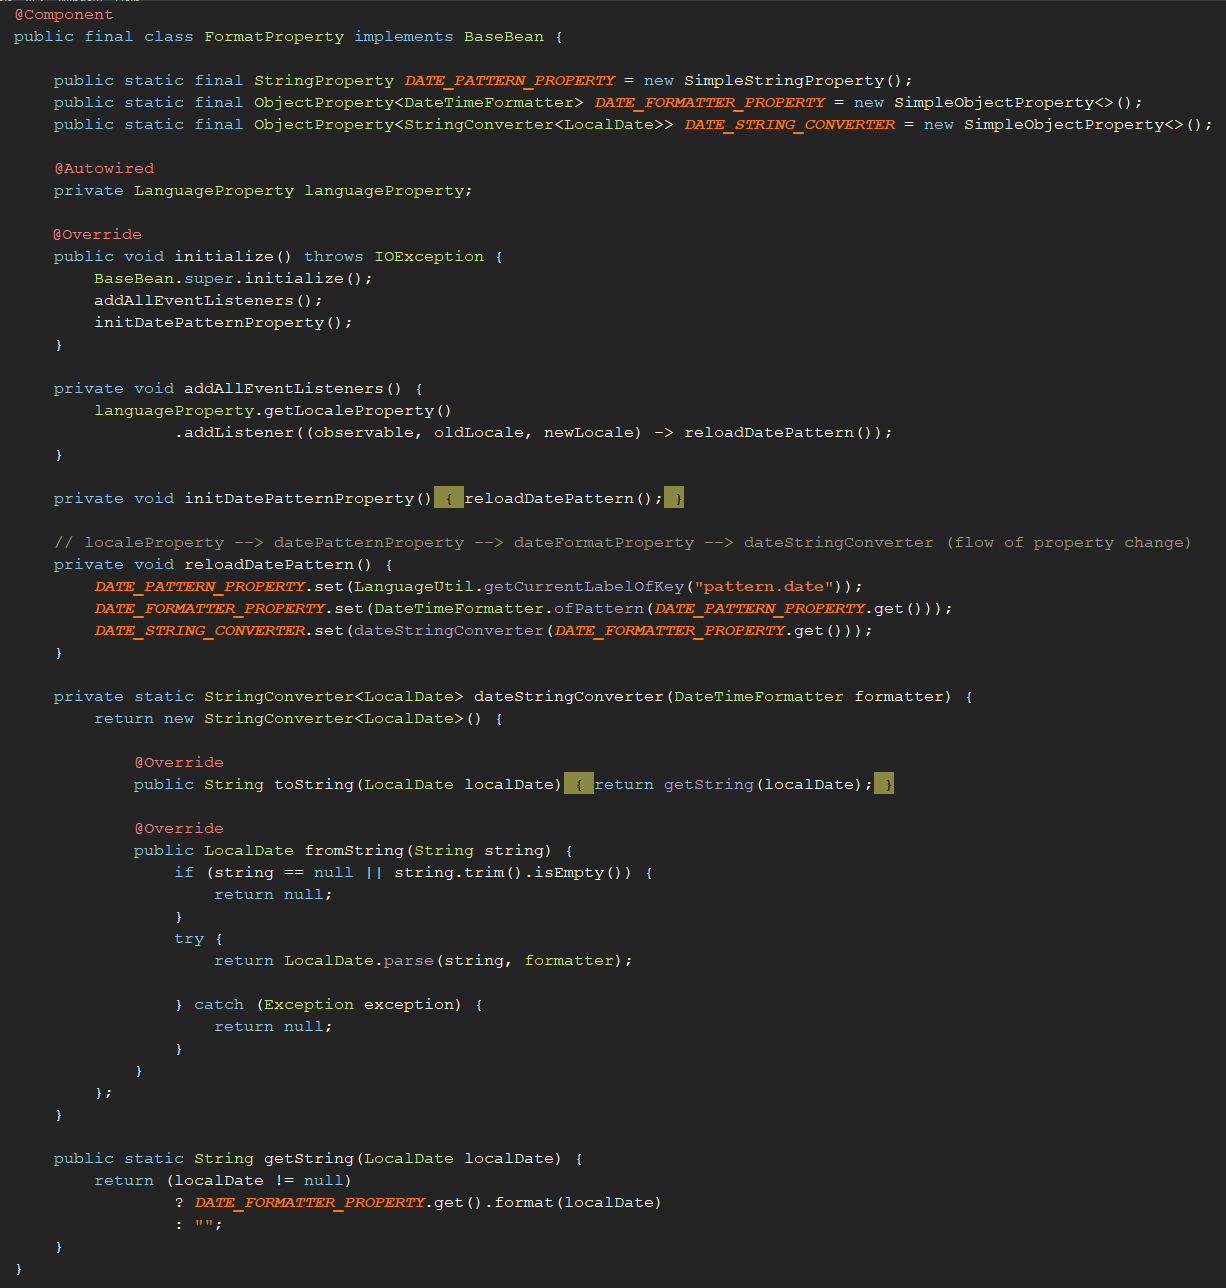 @Component
public final class FormatProperty implements BaseBean {
public static final StringProperty DATE_PATTERN_PROPERTY = new SimpleStringProperty();
public static final ObjectProperty<DateTimeFormatter> DATE_FORMATTER_PROPERTY = new SimpleObjectProperty<>();
public static final ObjectProperty<StringConverter<LocalDate>> DATE_STRING_CONVERTER = new SimpleObjectProperty<>();
@Autowired
private LanguageProperty languageProperty;
@Override
public void initialize() throws IOException {
BaseBean.super.initialize();
addAllEventListeners();
initDatePatternProperty();
}
private void addAllEventListeners() {
languageProperty.getLocaleProperty()
.addListener((observable, oldLocale, newLocale) -> reloadDatePattern());
}
private void initDatePatternProperty() { reloadDatePattern(); }
// localeProperty --> datePatternProperty --> dateFormatProperty --> dateStringConverter (flow of property change)
private void reloadDatePattern() {
DATE_PATTERN_PROPERTY.set(LanguageUtil.getCurrentLabelOfKey("pattern.date"));
DATE_FORMATTER_PROPERTY.set(DateTimeFormatter.ofPattern(DATE_PATTERN_PROPERTY.get()));
DATE_STRING_CONVERTER.set(dateStringConverter(DATE_FORMATTER_PROPERTY.get()));
}
private static StringConverter<LocalDate> dateStringConverter(DateTimeFormatter formatter) {
return new StringConverter<LocalDate>() {
@Override
public String toString(LocalDate localDate) { return getString(localDate); }
@Override
public LocalDate fromString(String string) {
if (string == null || string.trim().isEmpty()) {
return null;
}
try {
return LocalDate.parse(string, formatter);
} catch (Exception exception) {
return null;
}
}
};
}
public static String getString(LocalDate localDate) {
return (localDate != null)
? DATE_FORMATTER_PROPERTY.get().format(localDate)
: "";
}
}